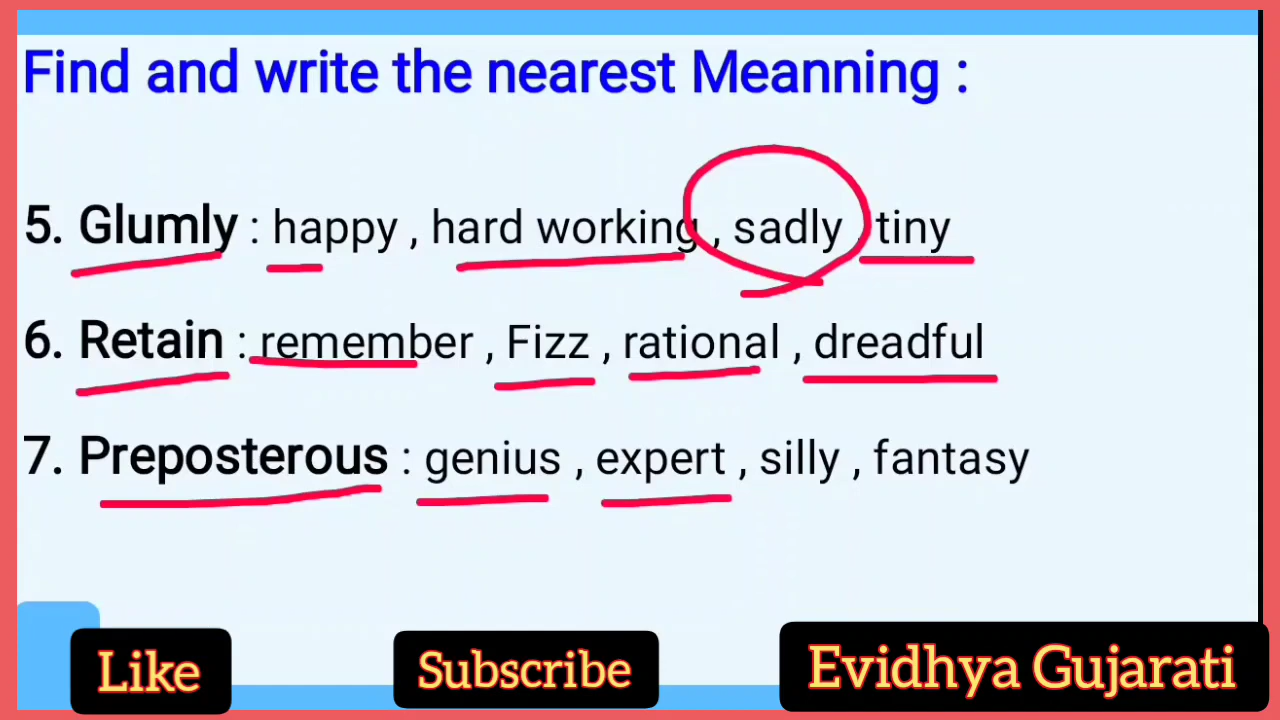 Find and write the nearest Meanning :
5. Glumly : happy , hard working , sadly , tiny
6. Retain : remember , Fizz , rational , dreadful
7. Preposterous : genius , expert , silly , fantasy
Like
Subscribe
Evidhya Gujarati